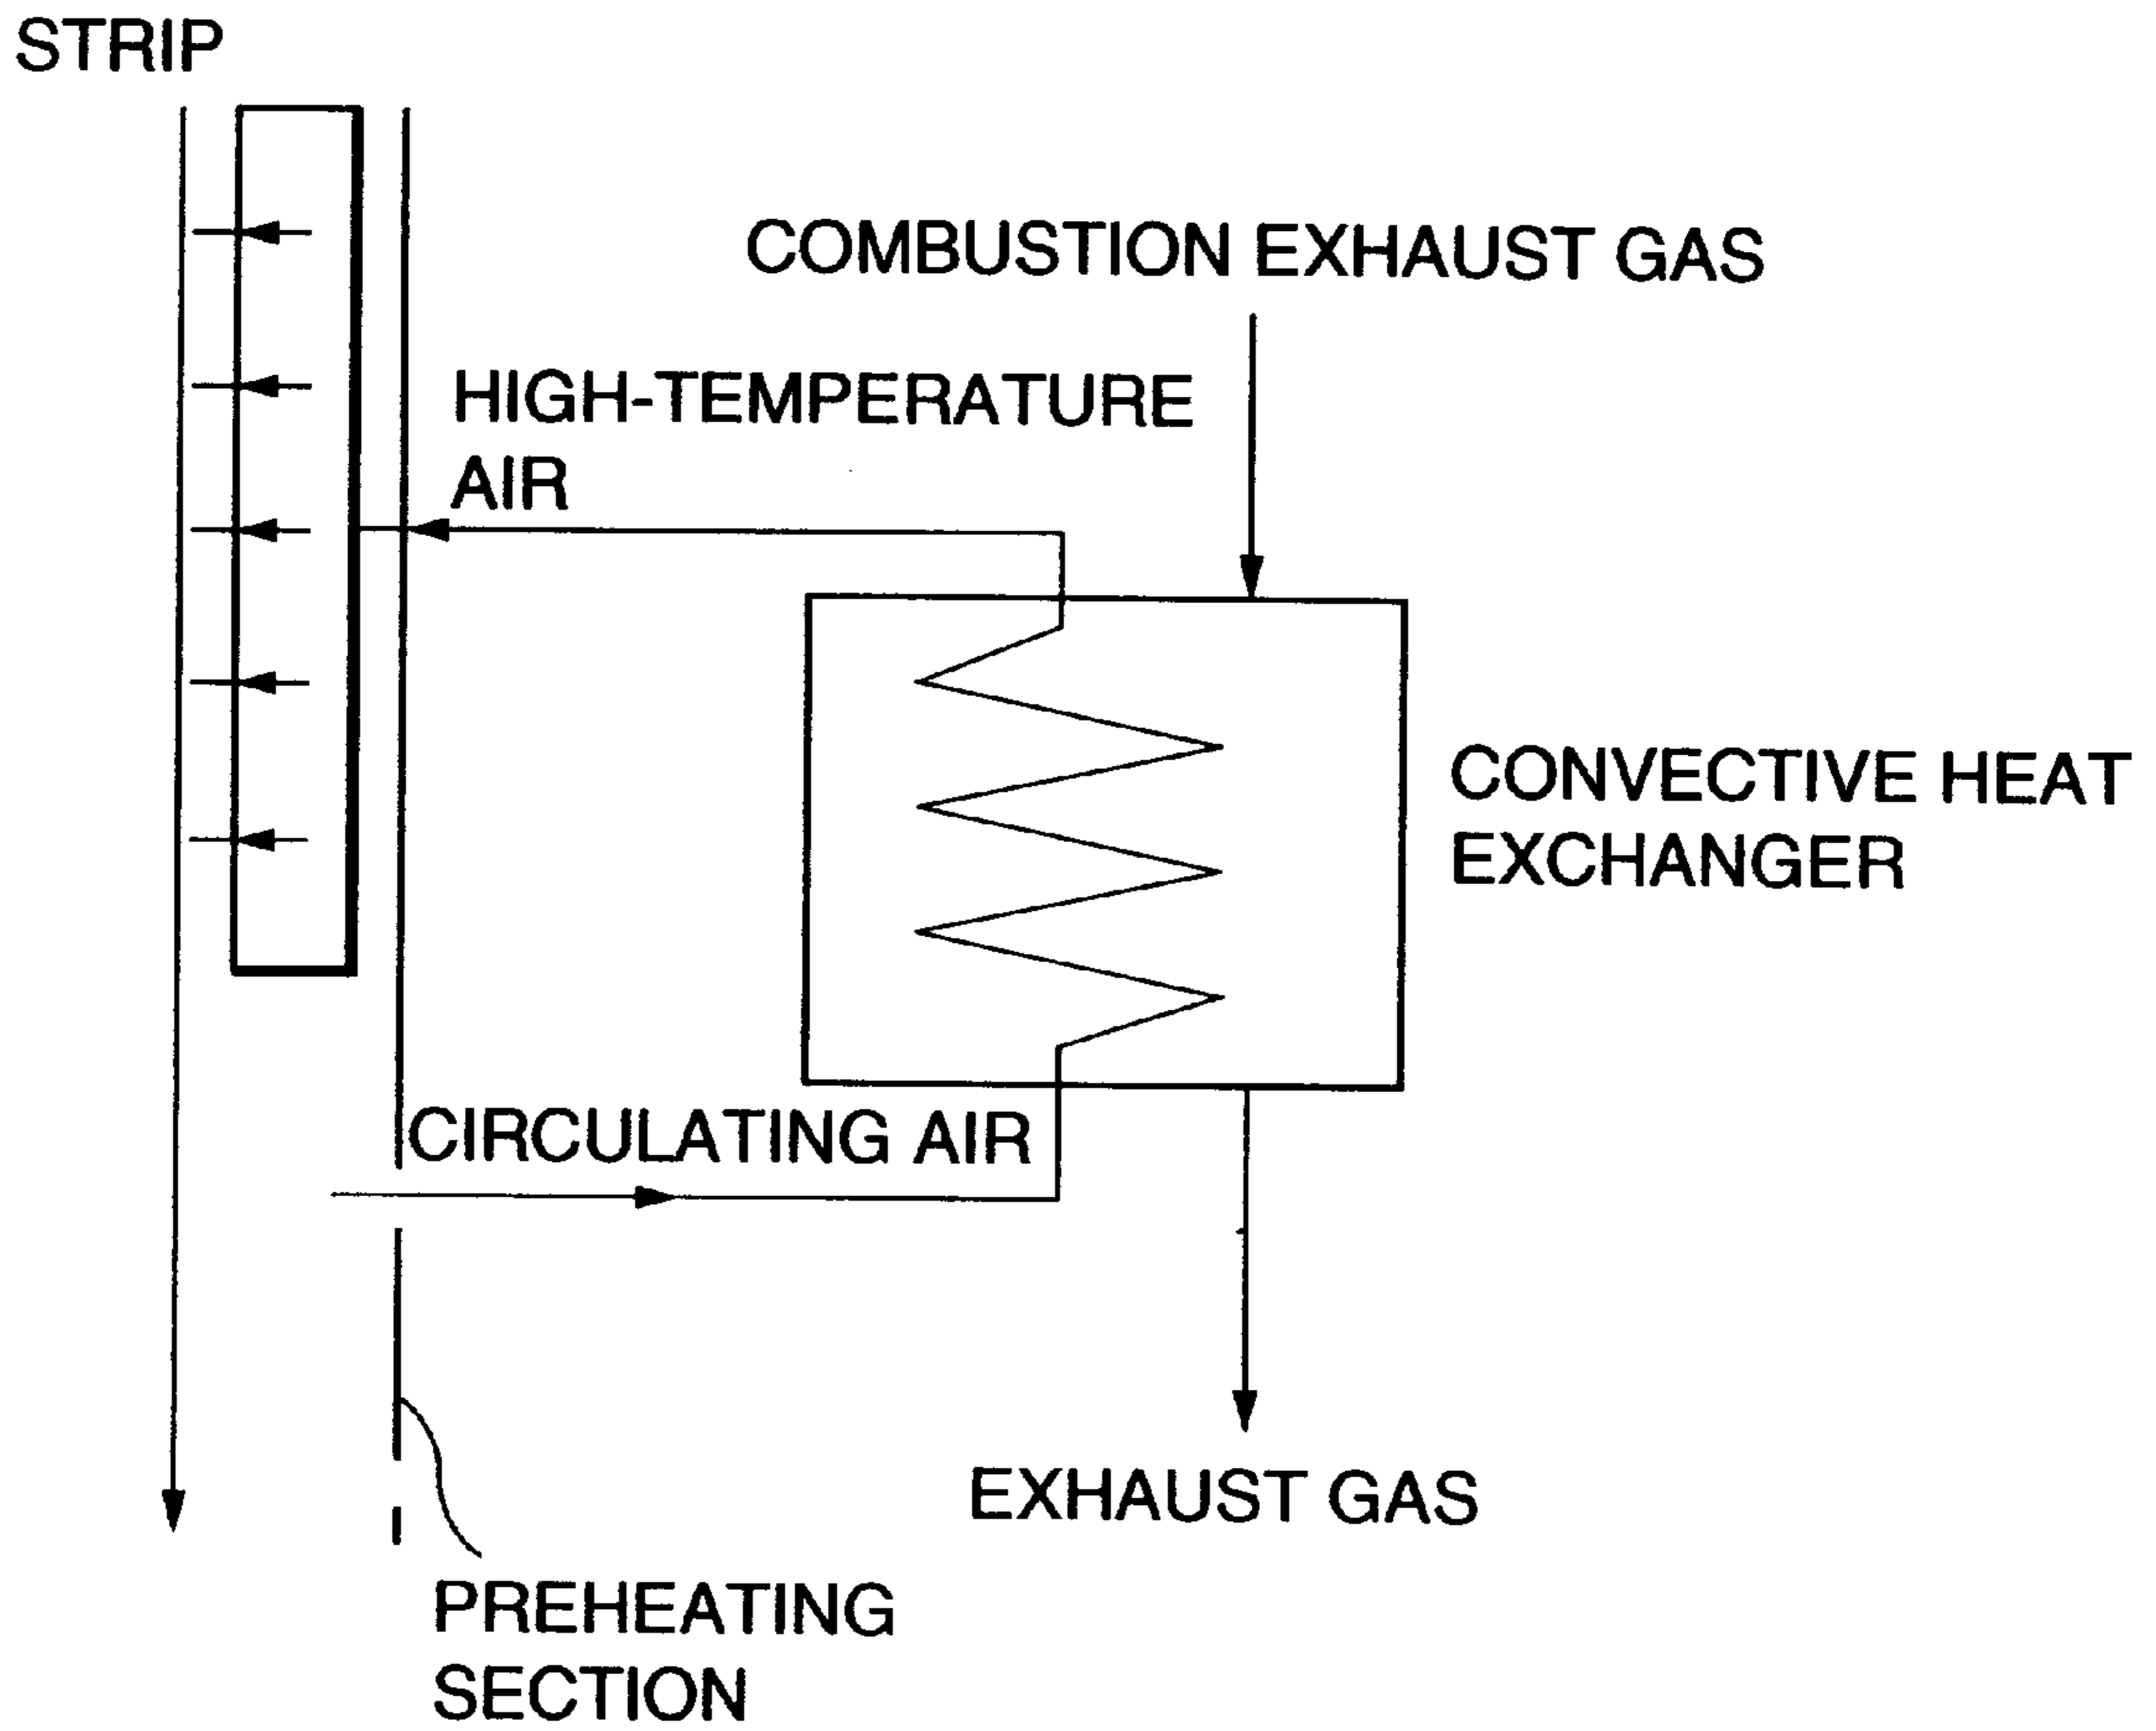 STRIP
COMBUSTION EXHAUST GAS
HIGH-TEMPERATURE
AIR
CONVECTIVE HEAT
EXCHANGER
CIRCULATING AIR
EXHAUST GAS
PREHEATING
SECTION